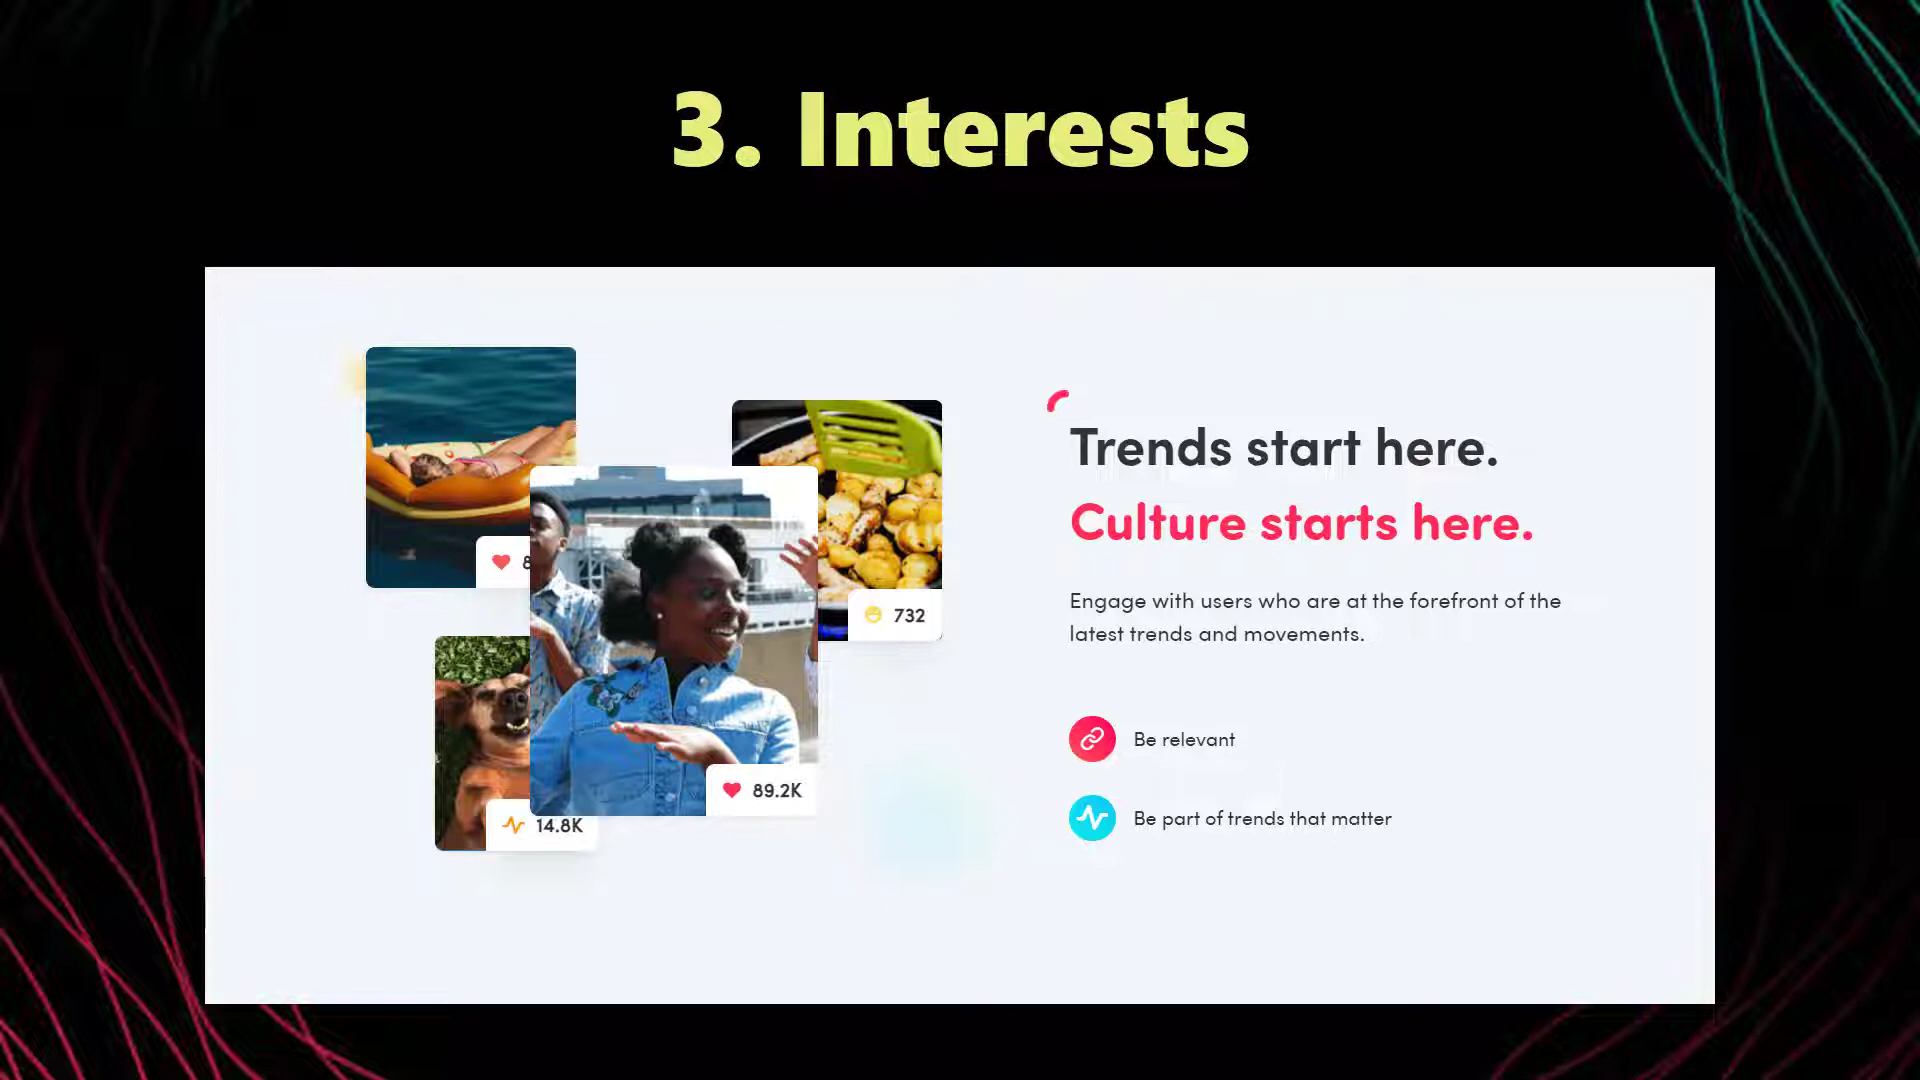 3. Interests
Trends start here.
Culture starts here.
Engage with users who are at the forefront of the
latest trends and movements.
Be relevant
Be part of trends that matter
732
89.2K
14.8K